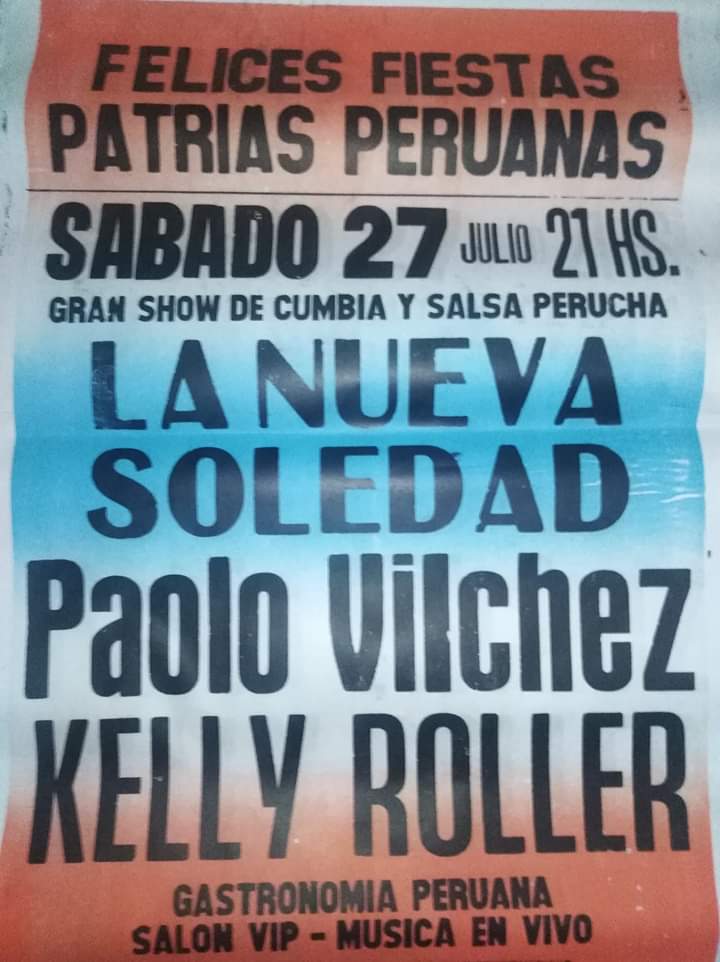 FELICES FIESTAS
PATRIAS PERUANAS
SABADO 27 JULIO 21 HS.
GRAN SHOW DE CUMBIA Y SALSA PERUCHA
LA NUEVA
SOLEDAD
Paolo Vilchez
KELLY ROLLER
GASTRONOMIA PERUANA
SALON VIP - MUSICA EN VIVO